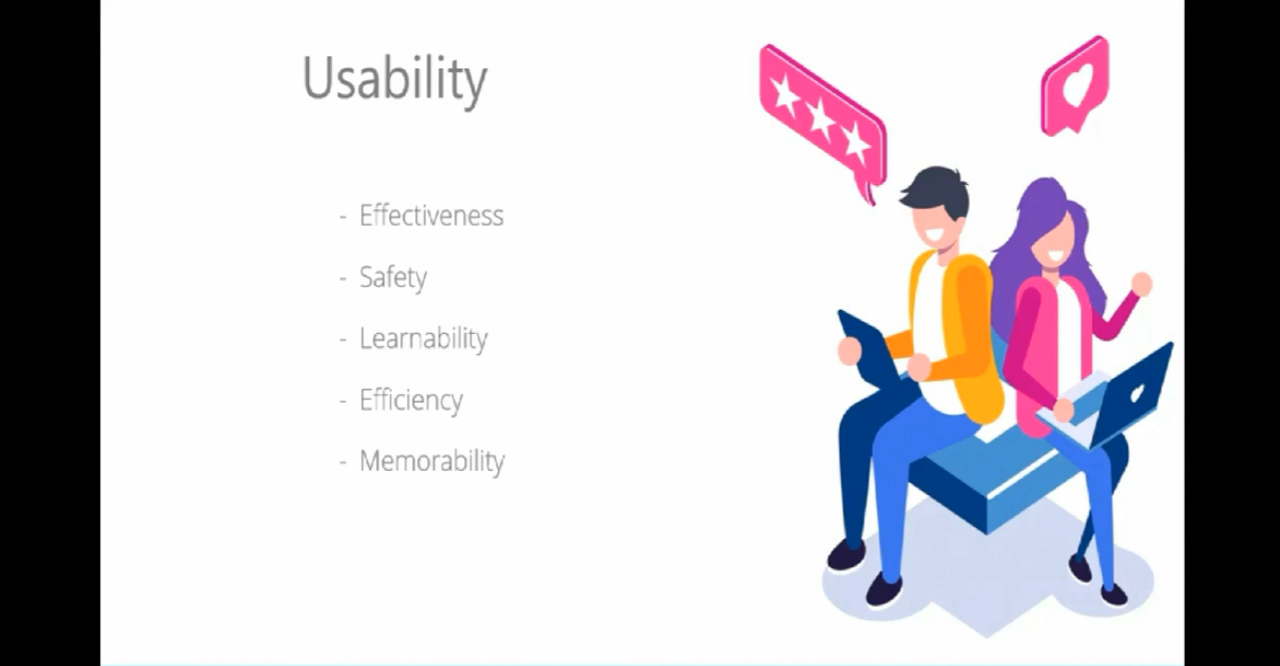 Usability
- Effectiveness
- Safety
- Learnability
- Efficiency
- Memorability